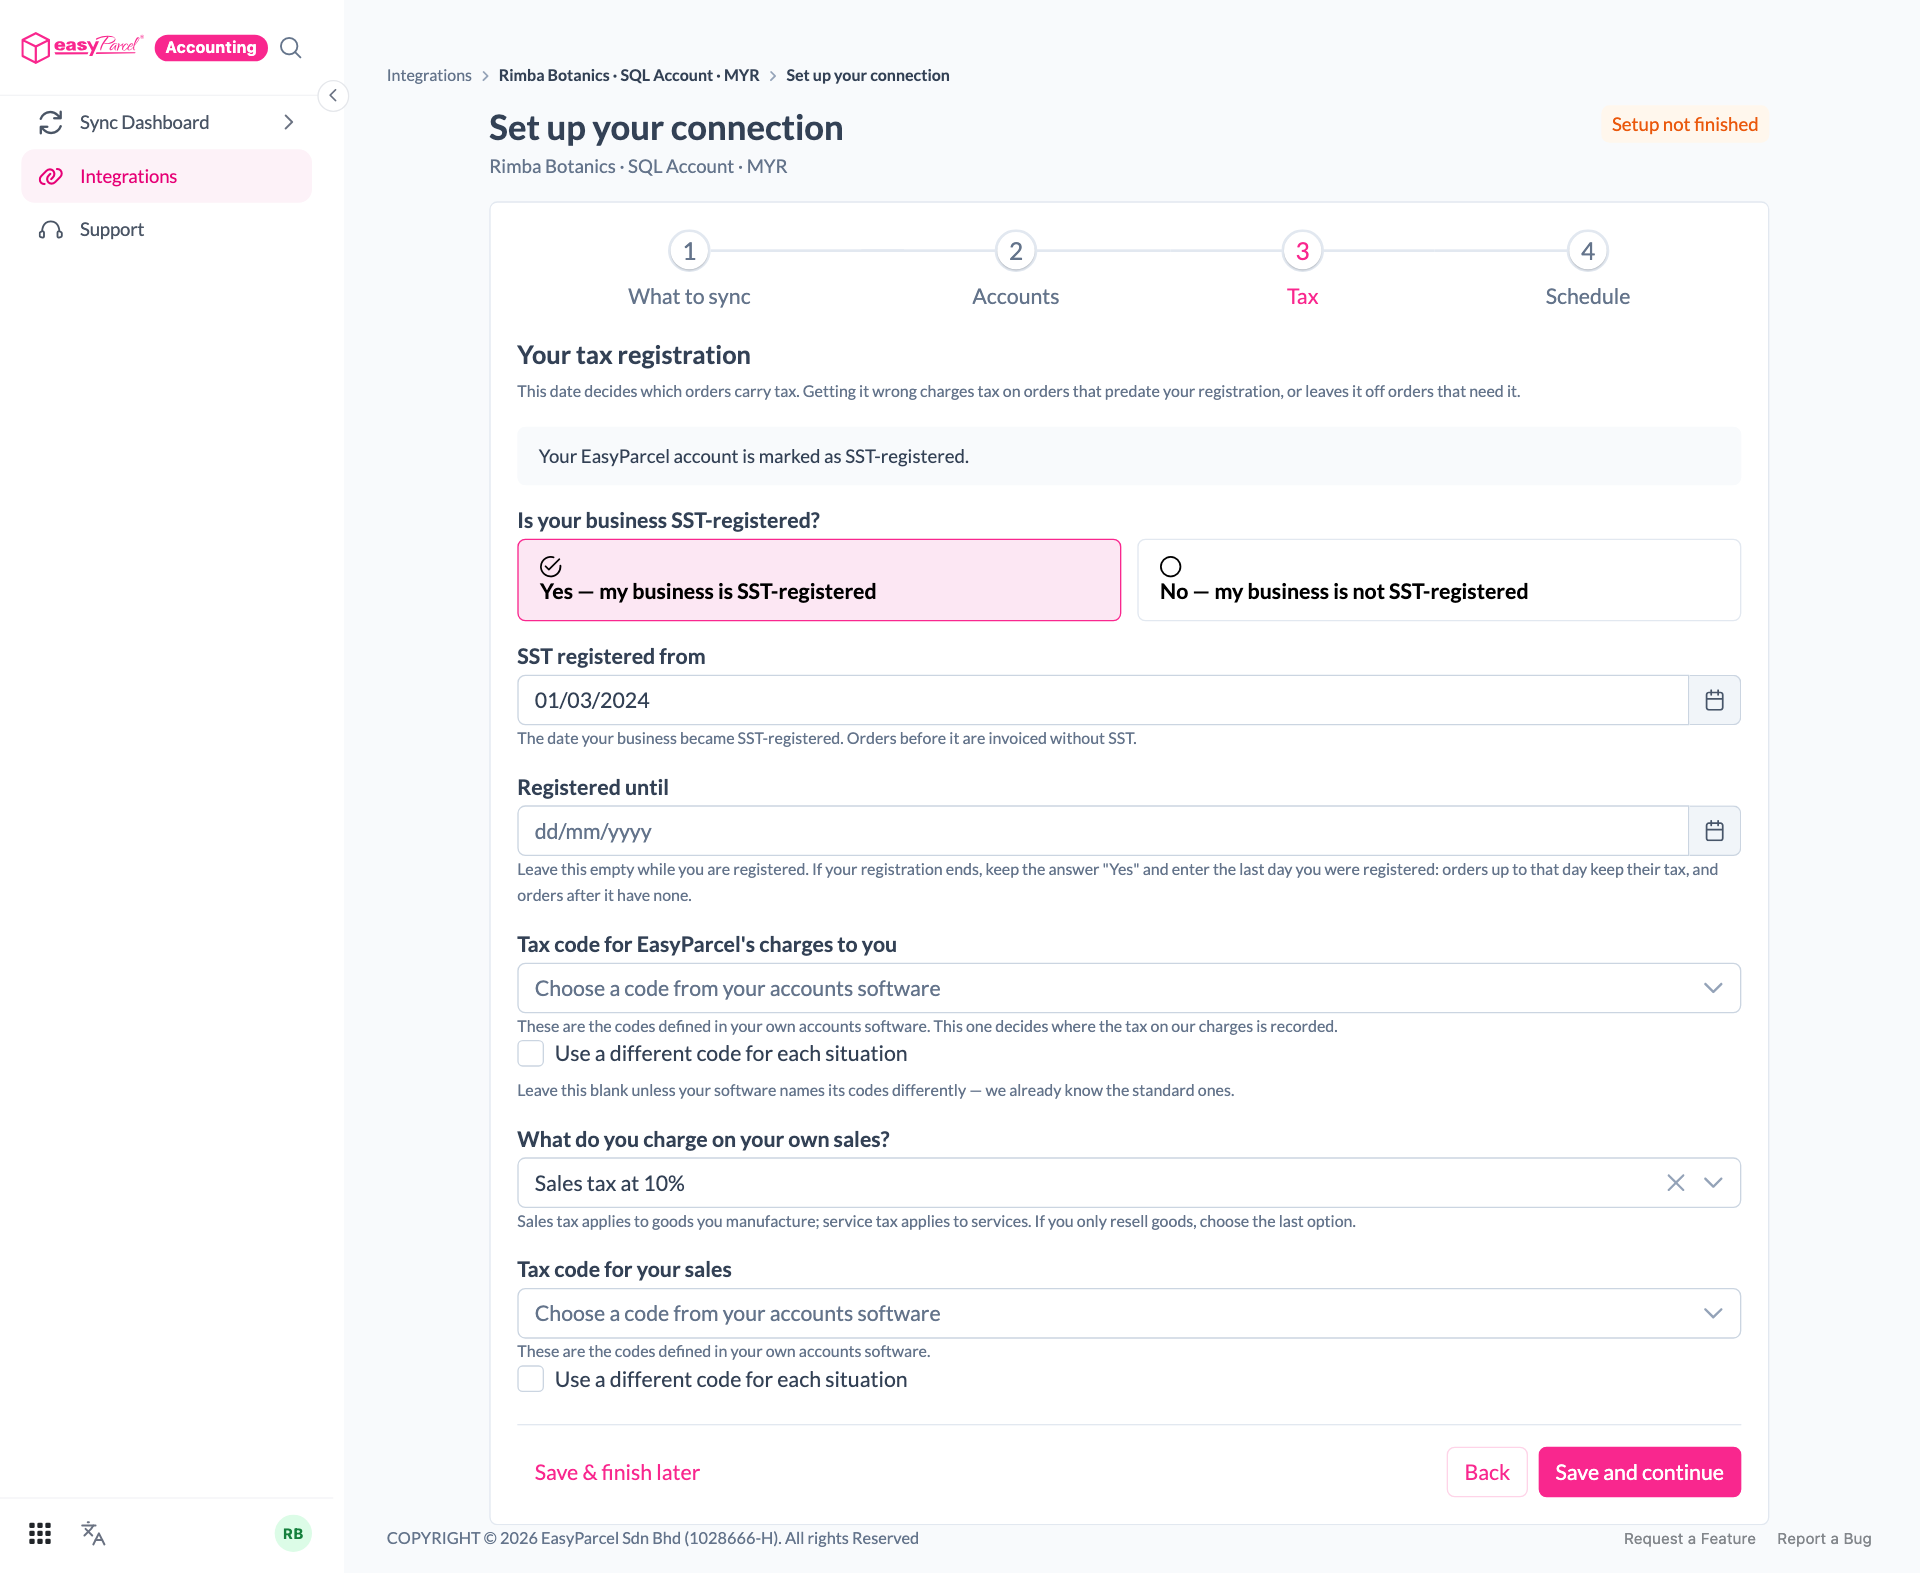 easyParcel
Accounting
Sync Dashboard
Integrations
Support
RB
Integrations > Rimba Botanics · SQL Account · MYR > Set up your connection
Set up your connection
Setup not finished
Rimba Botanics · SQL Account · MYR
1
2
3
4
What to sync
Accounts
Tax
Schedule
Your tax registration
This date decides which orders carry tax. Getting it wrong charges tax on orders that predate your registration, or leaves it off orders that need it.
Your EasyParcel account is marked as SST-registered.
Is your business SST-registered?
Yes — my business is SST-registered
No — my business is not SST-registered
SST registered from
01/03/2024
The date your business became SST-registered. Orders before it are invoiced without SST.
Registered until
dd/mm/yyyy
Leave this empty while you are registered. If your registration ends, keep the answer "Yes" and enter the last day you were registered: orders up to that day keep their tax, and
orders after it have none.
Tax code for EasyParcel's charges to you
Choose a code from your accounts software
These are the codes defined in your own accounts software. This one decides where the tax on our charges is recorded.
Use a different code for each situation
Leave this blank unless your software names its codes differently — we already know the standard ones.
What do you charge on your own sales?
Sales tax at 10%
Sales tax applies to goods you manufacture; service tax applies to services. If you only resell goods, choose the last option.
Tax code for your sales
Choose a code from your accounts software
These are the codes defined in your own accounts software.
Use a different code for each situation
Save & finish later
Back
Save and continue
COPYRIGHT © 2026 EasyParcel Sdn Bhd (1028666-H). All rights Reserved
Request a Feature
Report a Bug